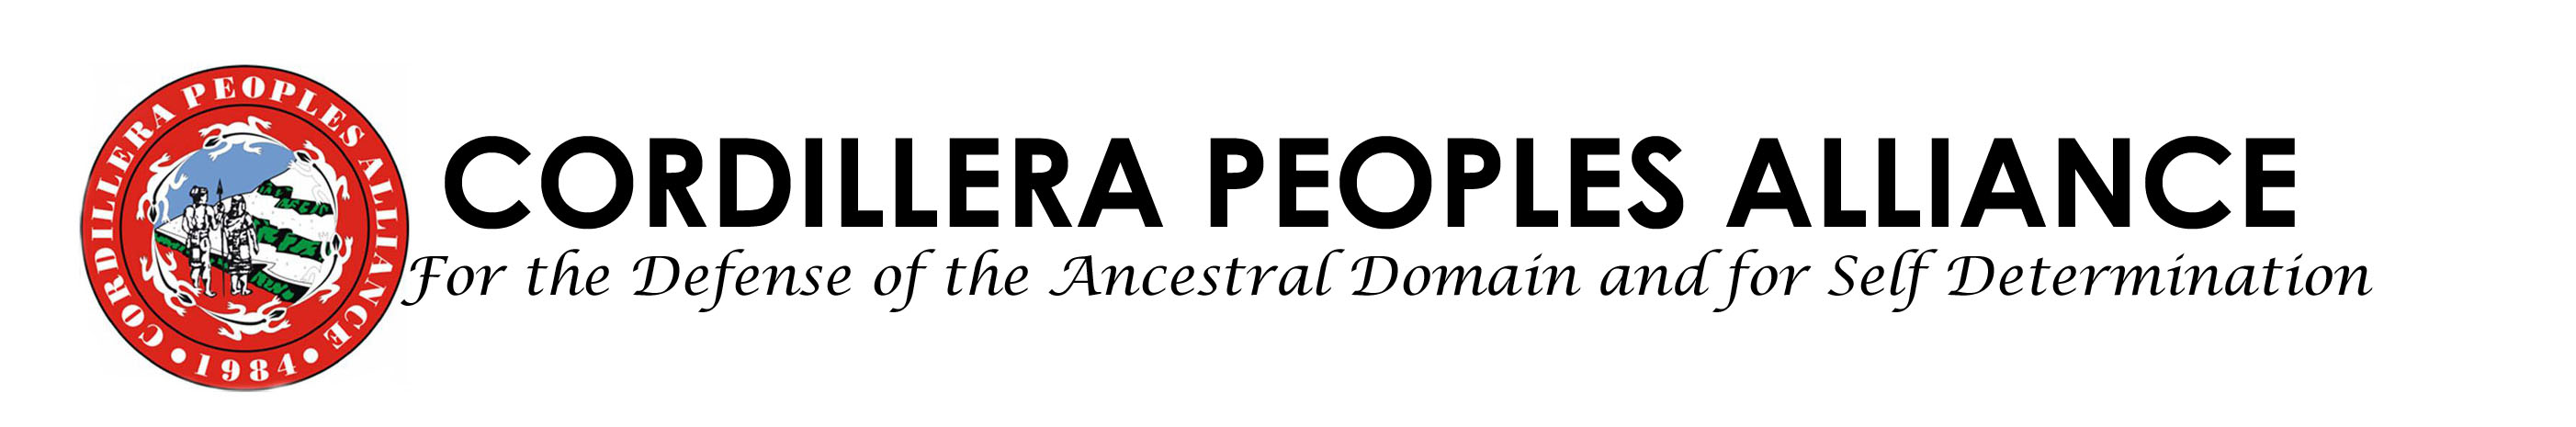 CORDILLERA PEOPLES ALLIANCE
• 1984 •
CORDILLERA PEOPLES ALLIANCE
For the Defense of the Ancestral Domain and for Self Determination